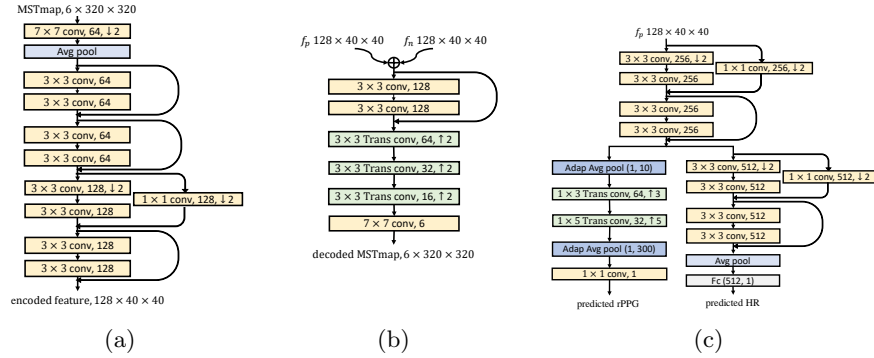 MSTmap, 6 × 320 × 320
7 × 7 conv, 64, ↓2
Avg pool
3 × 3 conv, 64
3 × 3 conv, 64
3 × 3 conv, 64
3 × 3 conv, 64
3 × 3 conv, 128, ↓2
1 × 1 conv, 128, ↓2
3 × 3 conv, 128
3 × 3 conv, 128
3 × 3 conv, 128
encoded feature, 128 × 40 × 40
(a)
f_p 128 × 40 × 40 f_n 128 × 40 × 40
3 × 3 conv, 128
3 × 3 conv, 128
3 × 3 Trans conv, 64, ↑2
3 × 3 Trans conv, 32, ↑2
3 × 3 Trans conv, 16, ↑2
7 × 7 conv, 6
decoded MSTmap, 6 × 320 × 320
(b)
f_p 128 × 40 × 40
3 × 3 conv, 256, ↓2
1 × 1 conv, 256, ↓2
3 × 3 conv, 256
3 × 3 conv, 256
3 × 3 conv, 256
Adap Avg pool (1, 10)
1 × 3 Trans conv, 64, ↑3
1 × 5 Trans conv, 32, ↑5
Adap Avg pool (1, 300)
1 × 1 conv, 1
predicted rPPG
3 × 3 conv, 512, ↓2
1 × 1 conv, 512, ↓2
3 × 3 conv, 512
3 × 3 conv, 512
3 × 3 conv, 512
Avg pool
Fc (512, 1)
predicted HR
(c)